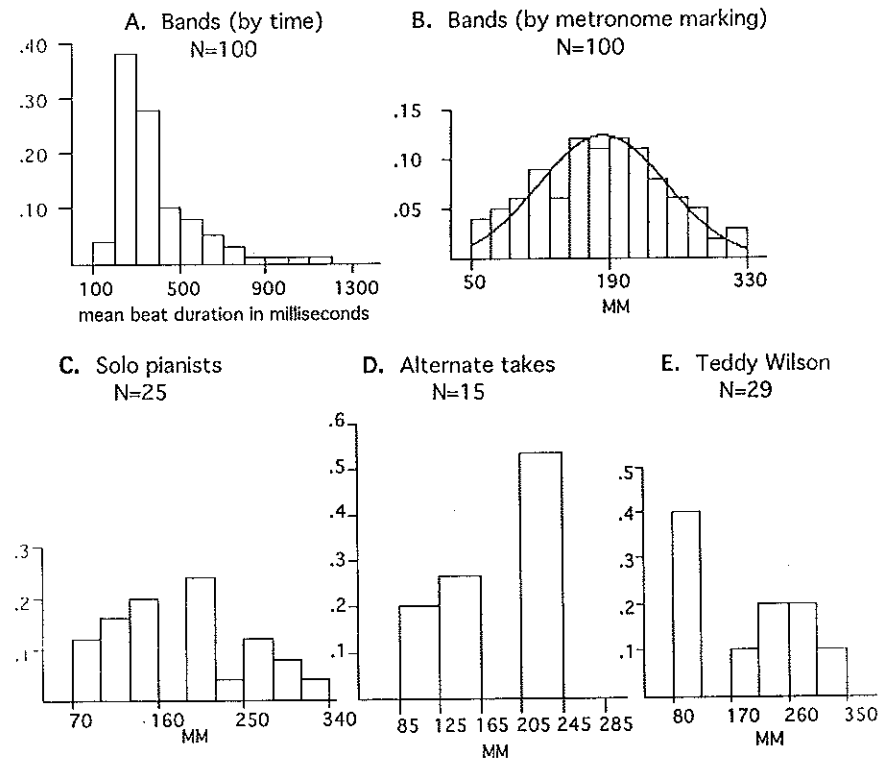 A. Bands (by time)
N=100
.40
.30
.20
.10
100 500 900 1300
mean beat duration in milliseconds
B. Bands (by metronome marking)
N=100
.15
.10
.05
50 190 330
MM
C. Solo pianists
N=25
.3
.2
.1
70 160 250 340
MM
D. Alternate takes
N=15
.6
.5
.4
.3
.2
.1
85 125 165 205 245 285
MM
E. Teddy Wilson
N=29
.5
.4
.3
.2
.1
80 170 260 350
MM